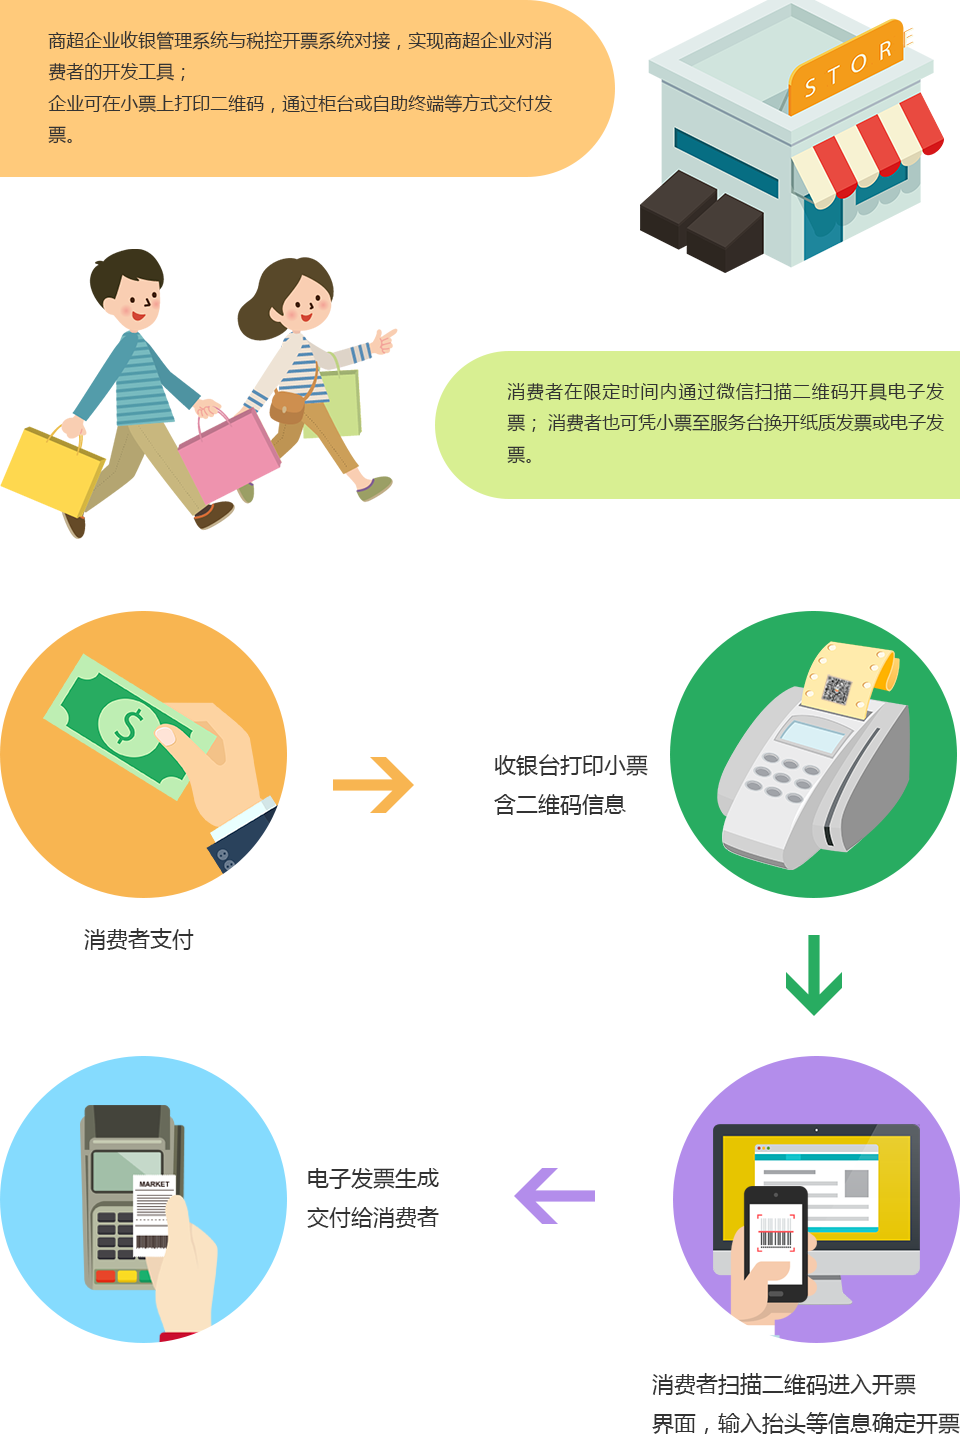 商超企业收银管理系统与税控开票系统对接，实现商超企业对消
费者的开发工具；
企业可在小票上打印二维码，通过柜台或自助终端等方式交付发
票。
STORE
消费者在限定时间内通过微信扫描二维码开具电子发
票； 消费者也可凭小票至服务台换开纸质发票或电子发
票。
$
收银台打印小票
含二维码信息
消费者支付
MARKET
电子发票生成
交付给消费者
消费者扫描二维码进入开票
界面，输入抬头等信息确定开票